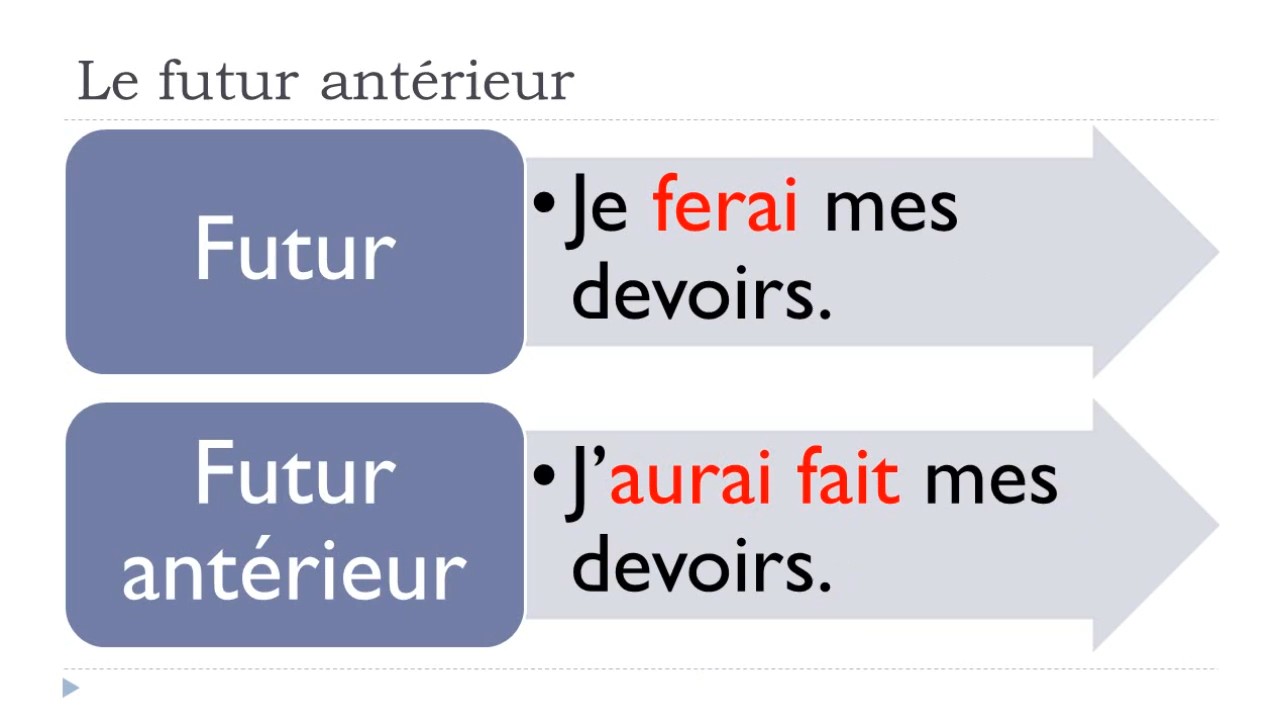 Le futur antérieur
Futur
• Je ferai mes
devoirs.
Futur
antérieur
• J’aurai fait mes
devoirs.